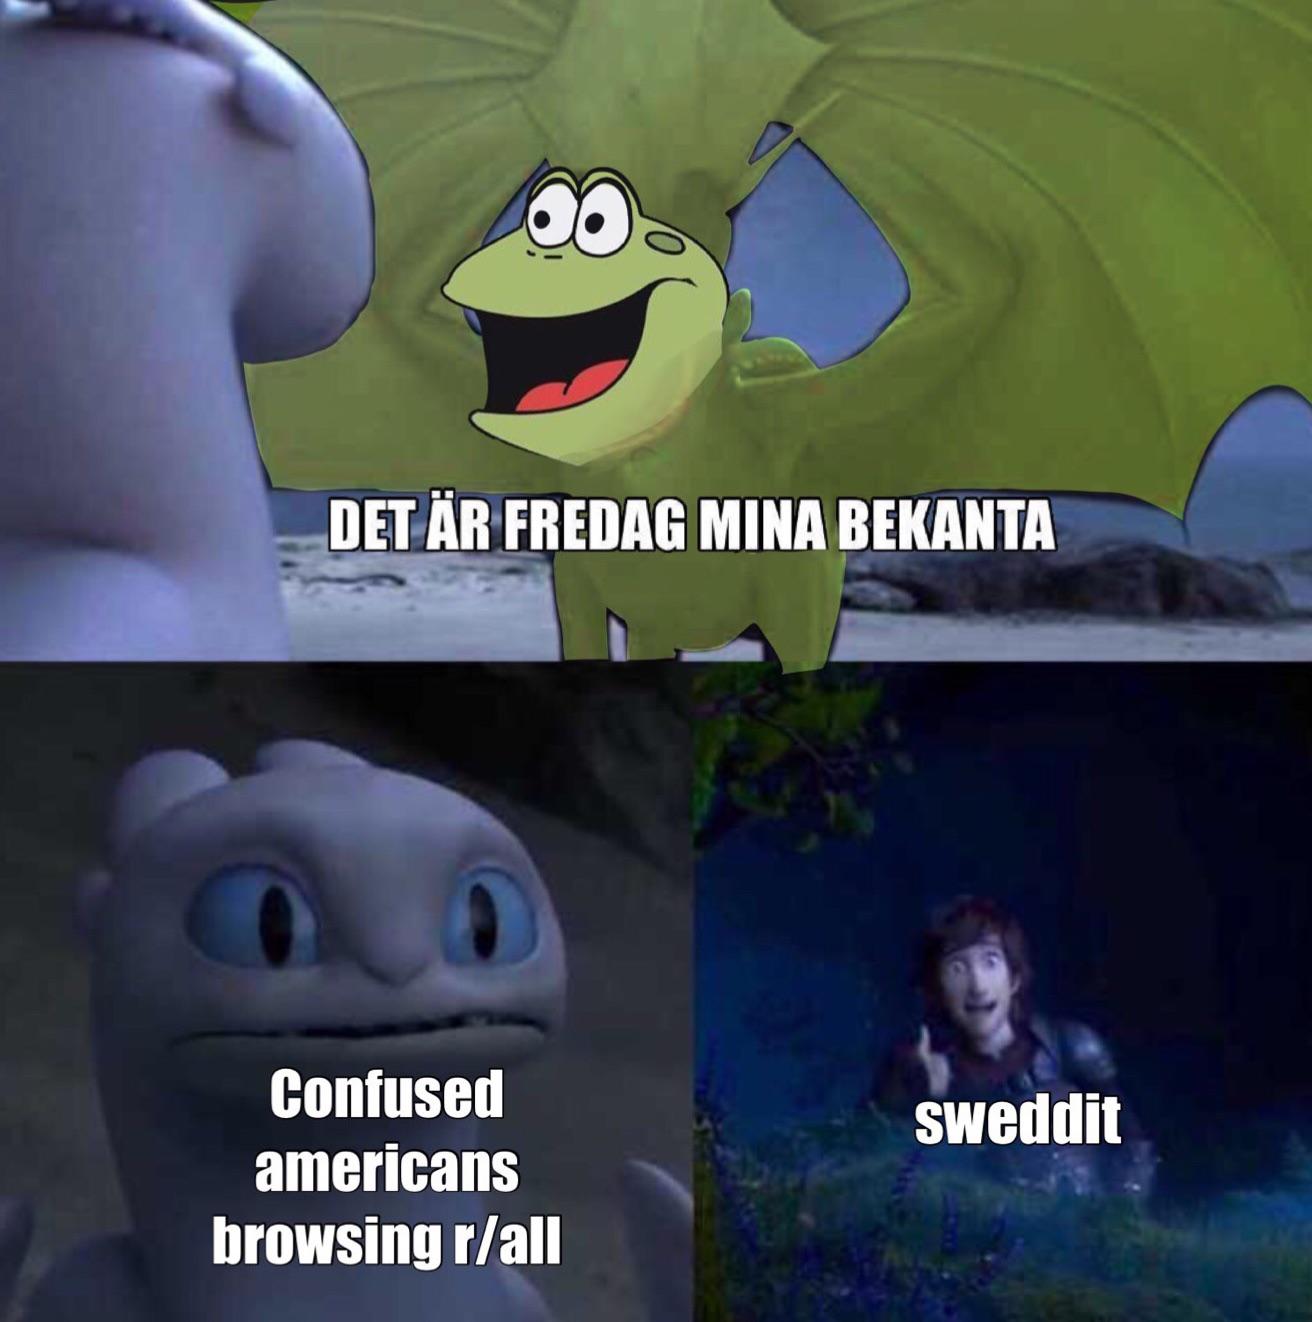 DET ÄR FREDAG MINA BEKANTA
Confused
americans
browsing r/all
sweddit